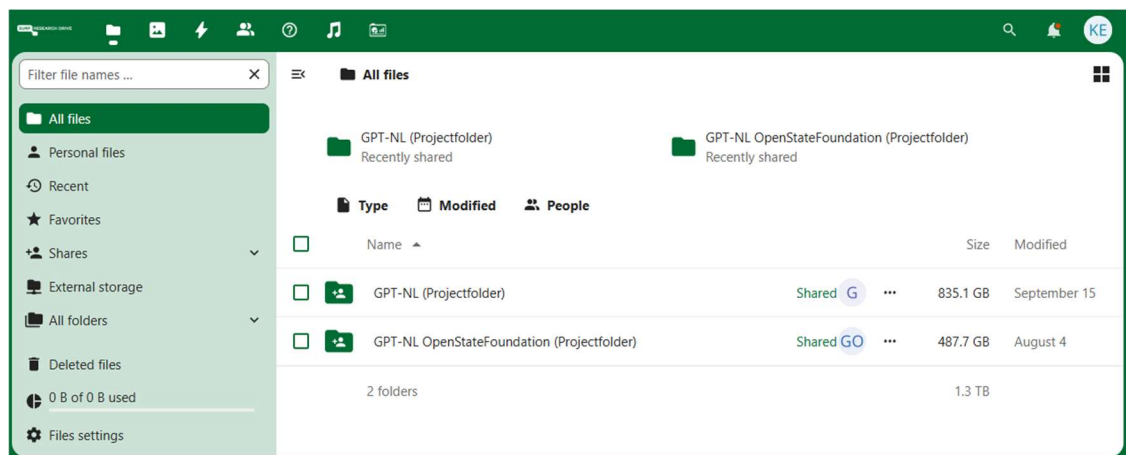 SURF RESEARCH DRIVE
KE
Filter file names ...
All files
Personal files
Recent
Favorites
Shares
External storage
All folders
Deleted files
0 B of 0 B used
Files settings
All files
GPT-NL (Projectfolder)
Recently shared
GPT-NL OpenStateFoundation (Projectfolder)
Recently shared
Type Modified People
Name Size Modified
GPT-NL (Projectfolder) Shared G 835.1 GB September 15
GPT-NL OpenStateFoundation (Projectfolder) Shared GO 487.7 GB August 4
2 folders 1.3 TB